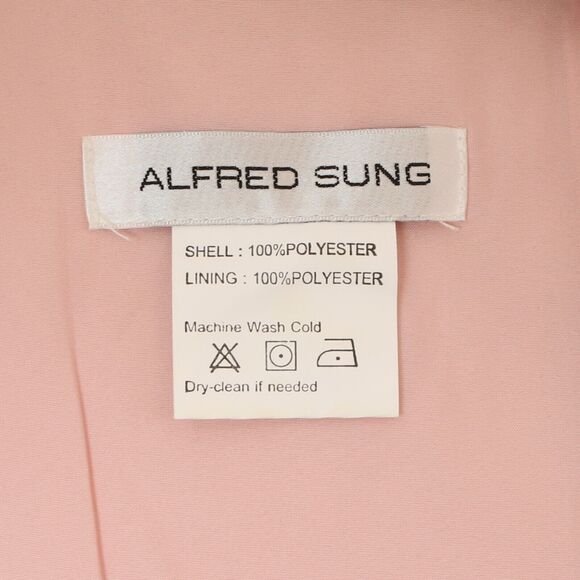 ALFRED SUNG
SHELL : 100%POLYESTER
LINING : 100%POLYESTER
Machine Wash Cold
Dry-clean if needed